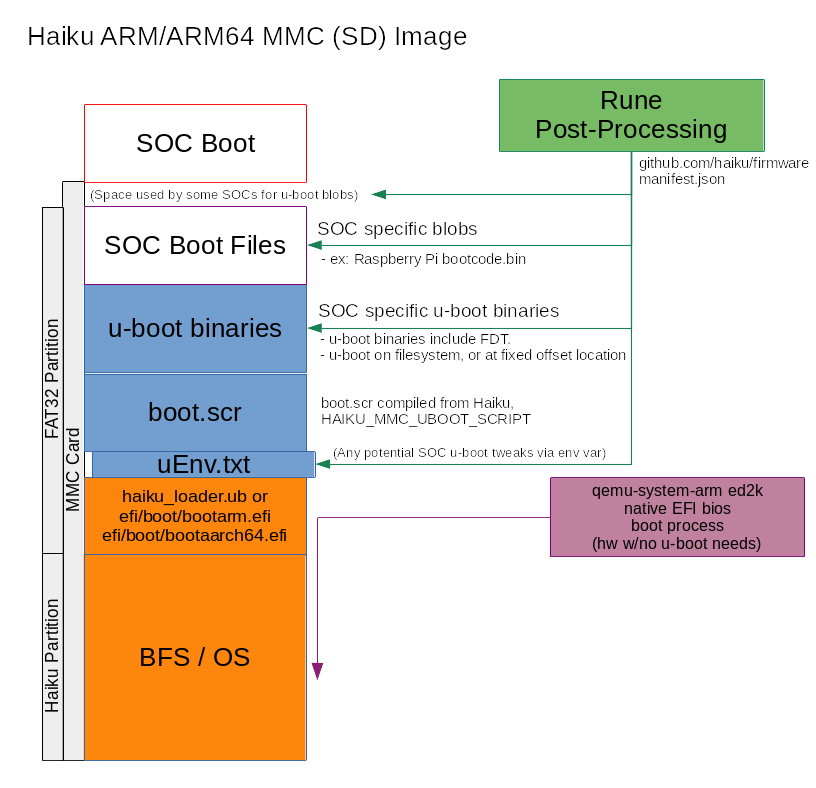 Haiku ARM/ARM64 MMC (SD) Image
Rune
Post-Processing
SOC Boot
github.com/haiku/firmware
manifest.json
(Space used by some SOCs for u-boot blobs)
SOC Boot Files
SOC specific blobs
- ex: Raspberry Pi bootcode.bin
u-boot binaries
SOC specific u-boot binaries
- u-boot binaries include FDT.
- u-boot on filesystem, or at fixed offset location
FAT32 Partition
MMC Card
boot.scr
boot.scr compiled from Haiku,
HAIKU_MMC_UBOOT_SCRIPT
uEnv.txt
(Any potential SOC u-boot tweaks via env var)
haiku_loader.ub or
efi/boot/bootarm.efi
efi/boot/bootaarch64.efi
qemu-system-arm ed2k
native EFI bios
boot process
(hw w/no u-boot needs)
Haiku Partition
BFS / OS